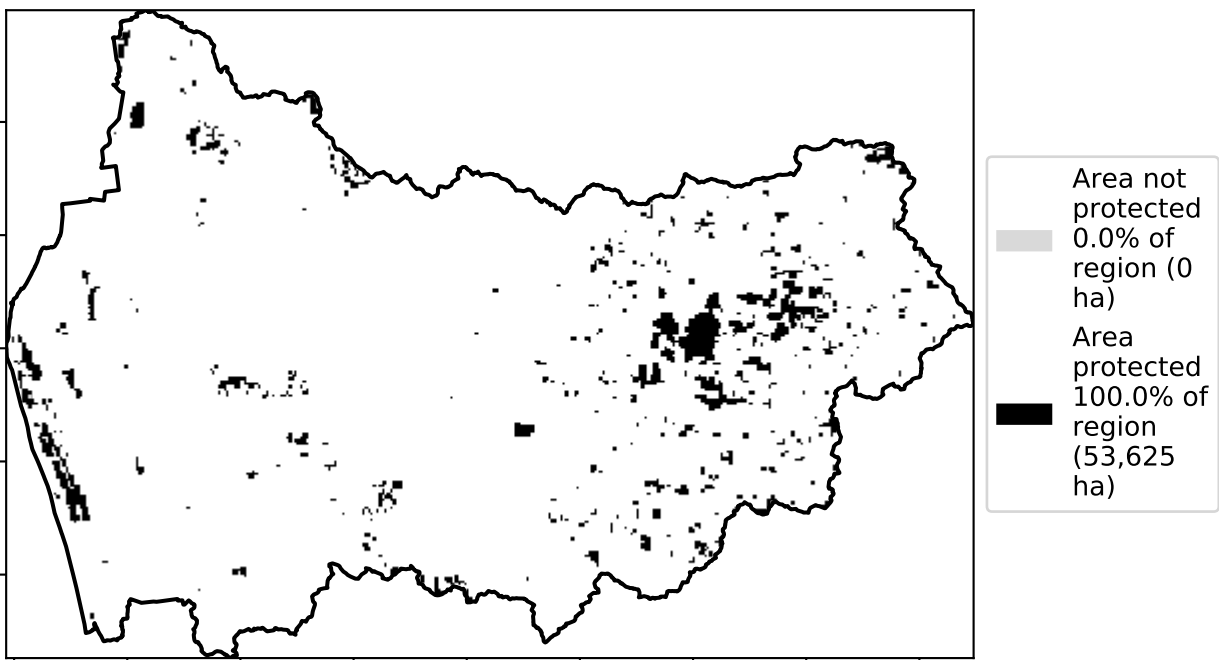 Area not
protected
0.0% of
region (0
ha)
Area
protected
100.0% of
region
(53,625
ha)